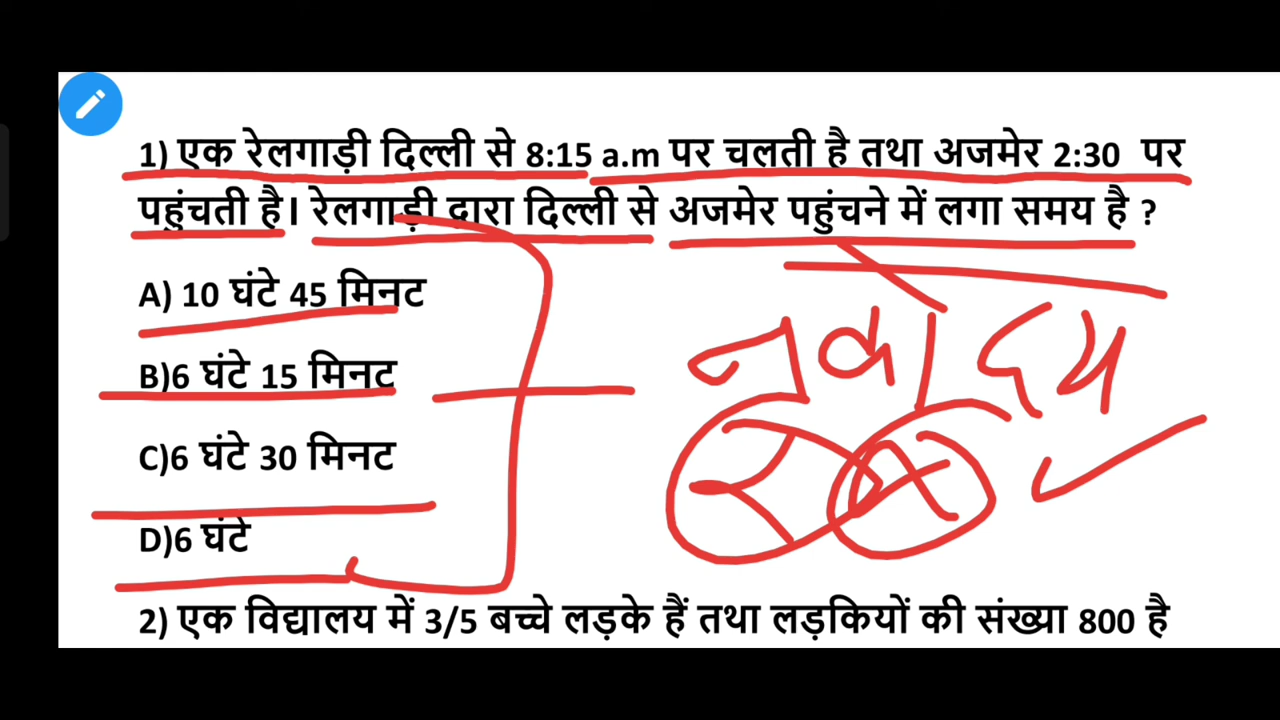 1) एक रेलगाड़ी दिल्ली से 8:15 a.m पर चलती है तथा अजमेर 2:30 पर
पहुंचती है। रेलगाड़ी द्वारा दिल्ली से अजमेर पहुंचने में लगा समय है ?
A) 10 घंटे 45 मिनट
B)6 घंटे 15 मिनट
नवोदय
C)6 घंटे 30 मिनट
D)6 घंटे
2) एक विद्यालय में 3/5 बच्चे लड़के हैं तथा लड़कियों की संख्या 800 है